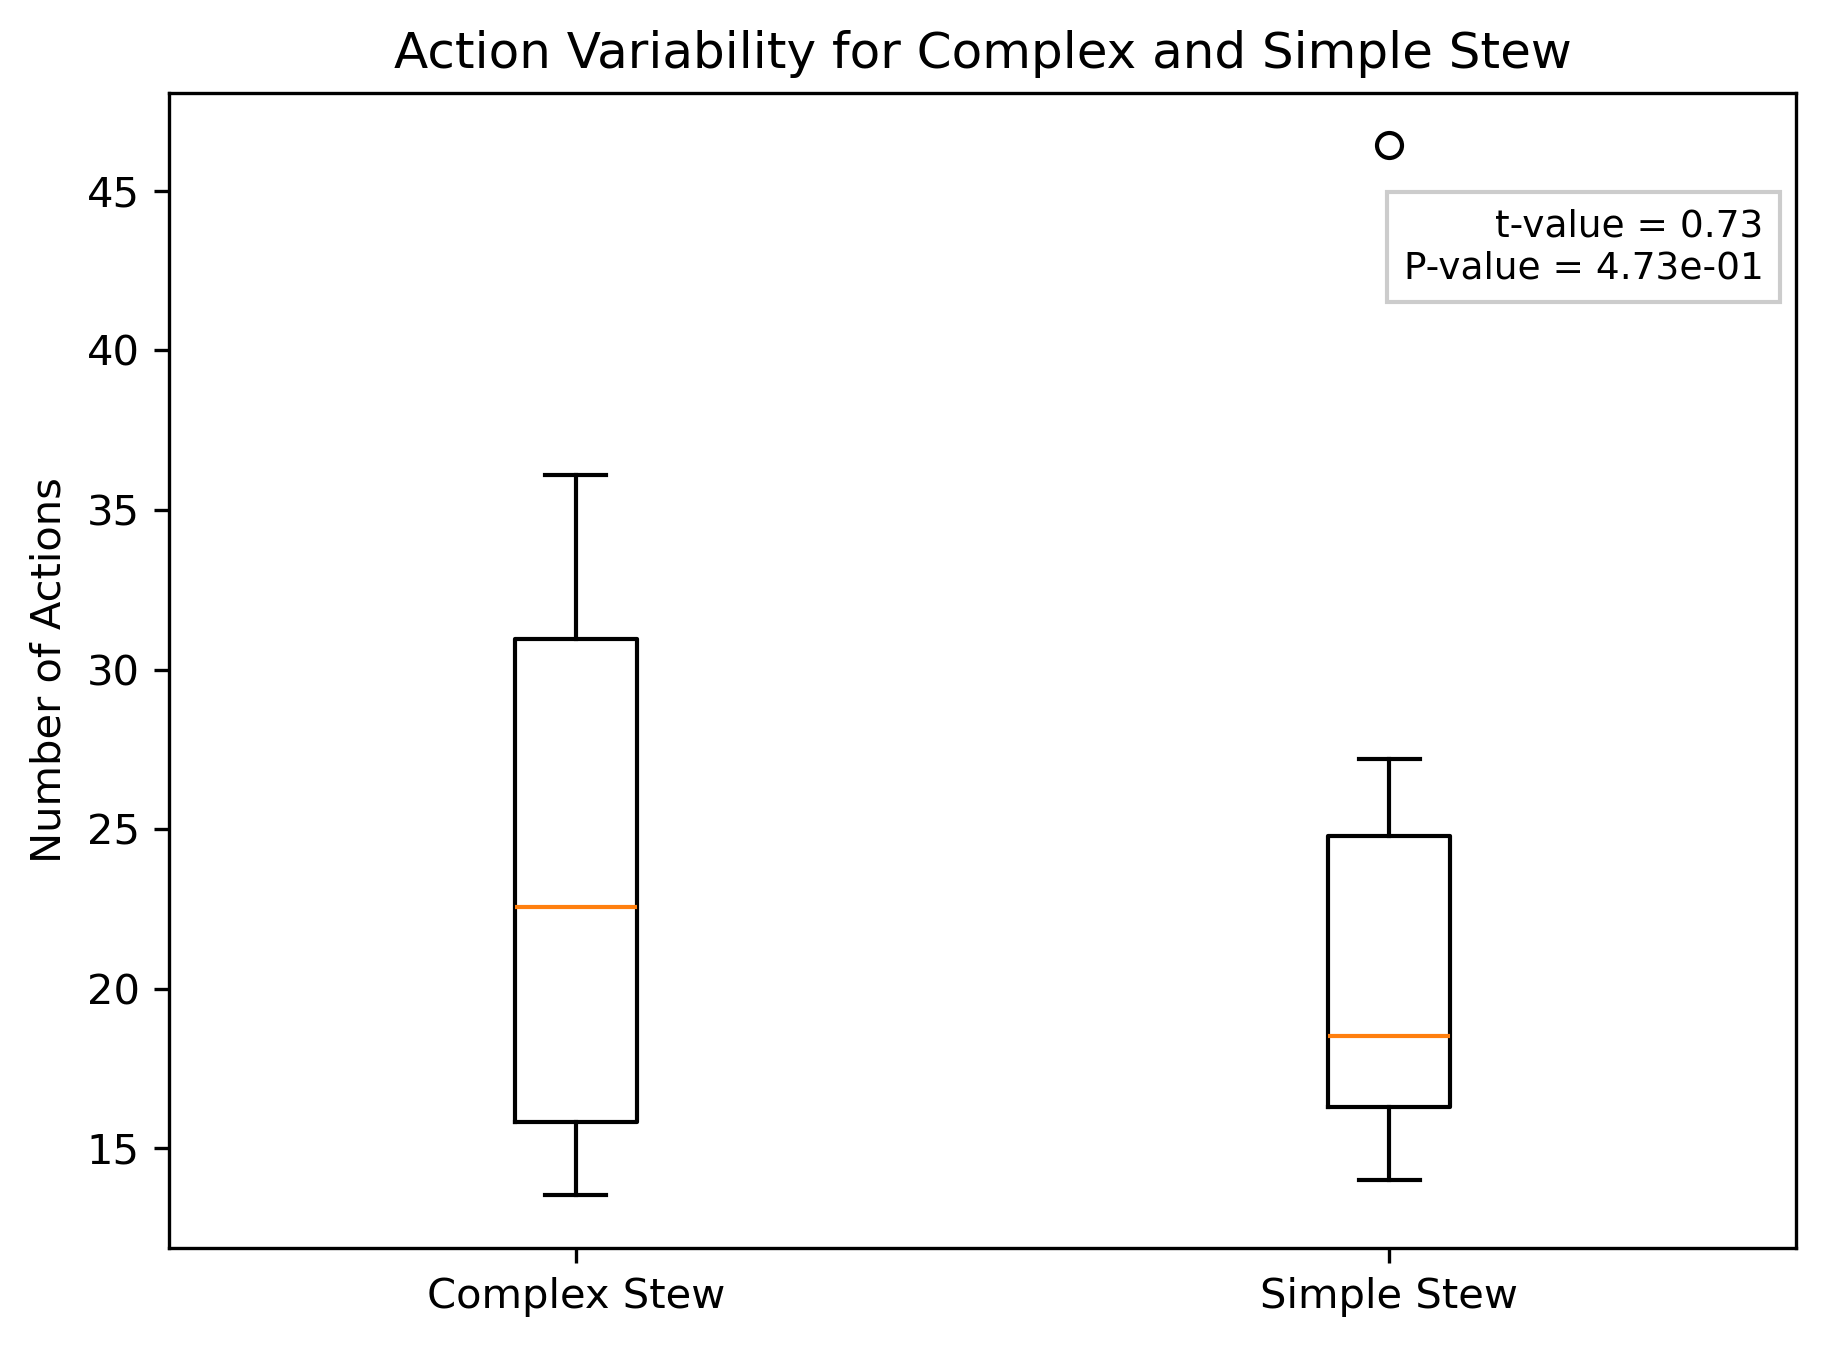 Action Variability for Complex and Simple Stew
45
40
35
30
25
20
15
Number of Actions
t-value = 0.73
P-value = 4.73e-01
Complex Stew
Simple Stew